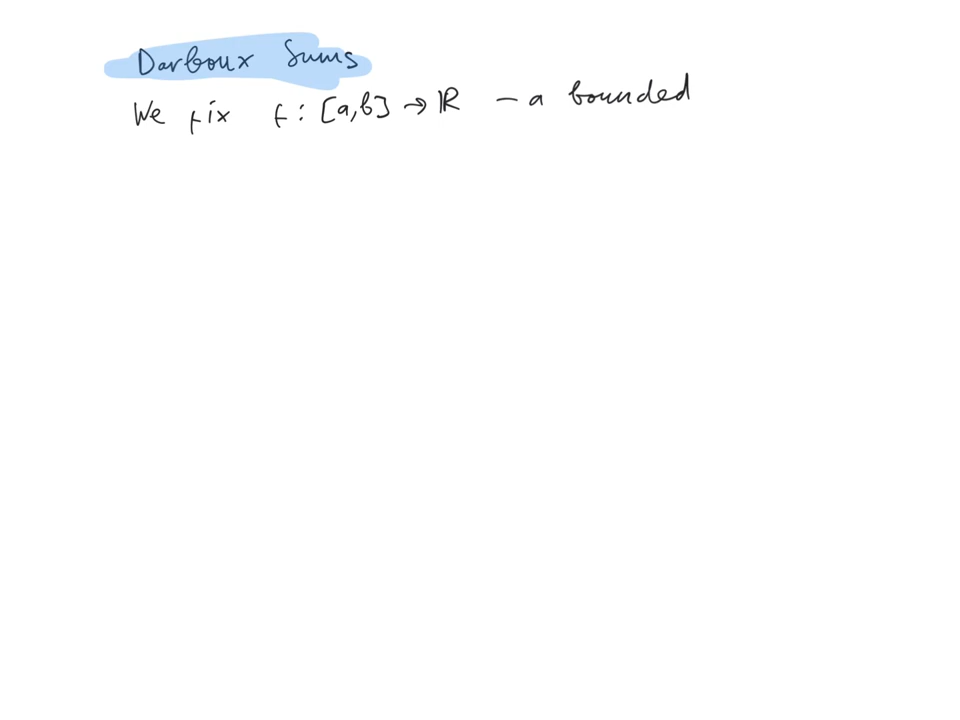 Darboux Sums
We fix f : [a,b] → ℝ – a bounded